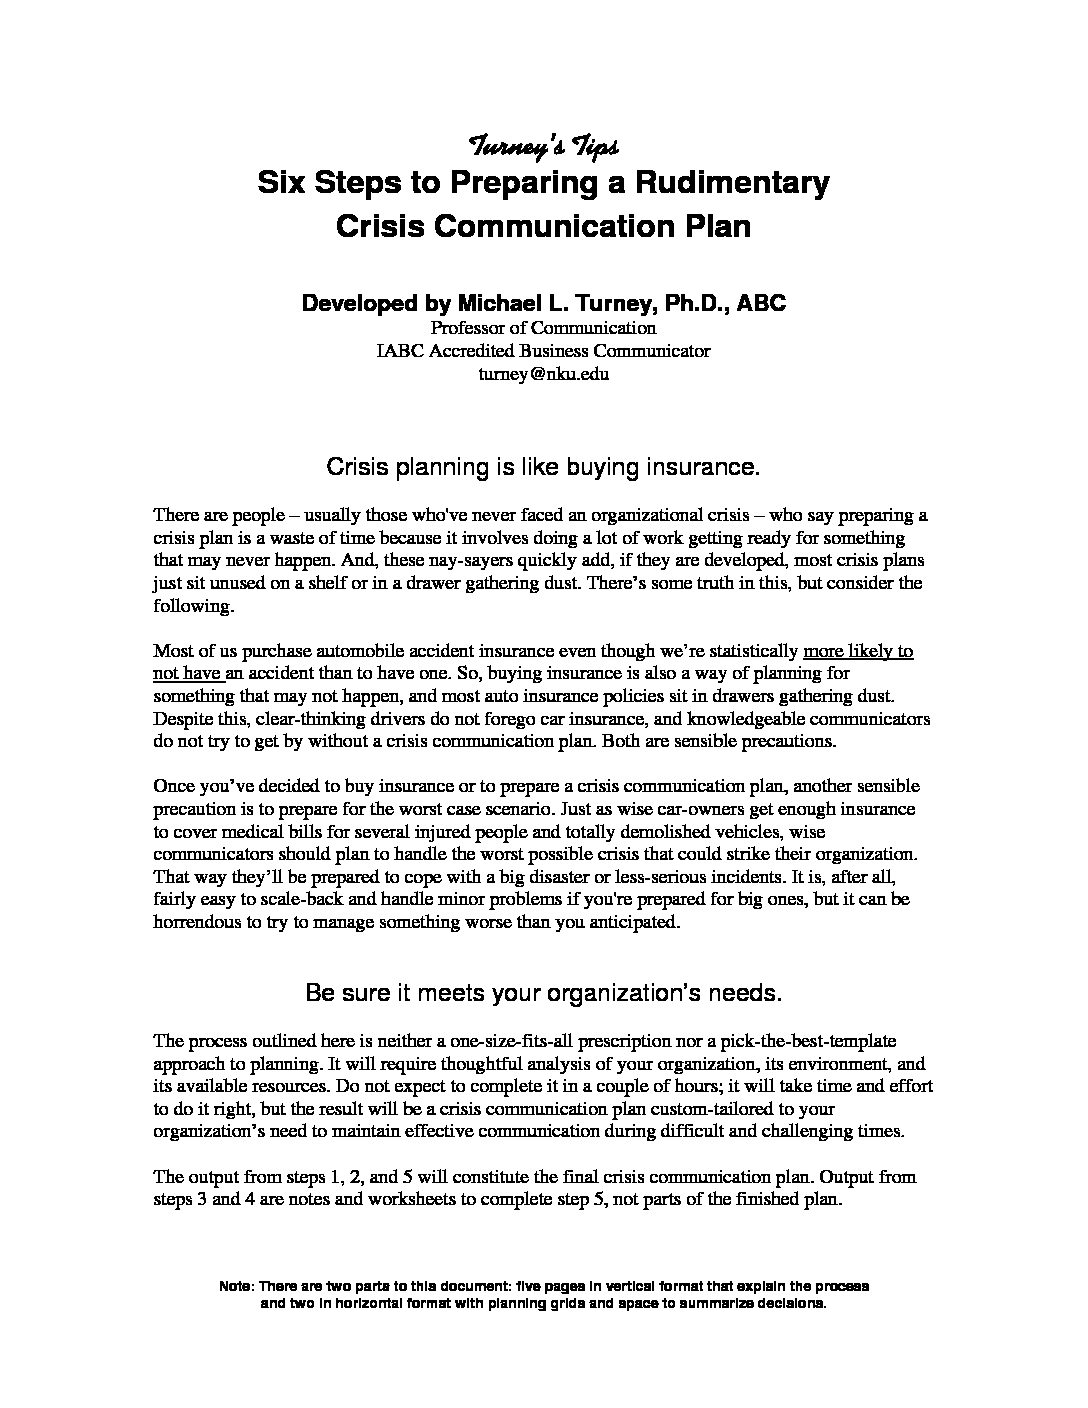 Turney's Tips
Six Steps to Preparing a Rudimentary
Crisis Communication Plan
Developed by Michael L. Turney, Ph.D., ABC
Professor of Communication
IABC Accredited Business Communicator
turney@nku.edu
Crisis planning is like buying insurance.
There are people – usually those who've never faced an organizational crisis – who say preparing a
crisis plan is a waste of time because it involves doing a lot of work getting ready for something
that may never happen. And, these nay-sayers quickly add, if they are developed, most crisis plans
just sit unused on a shelf or in a drawer gathering dust. There’s some truth in this, but consider the
following.
Most of us purchase automobile accident insurance even though we’re statistically more likely to
not have an accident than to have one. So, buying insurance is also a way of planning for
something that may not happen, and most auto insurance policies sit in drawers gathering dust.
Despite this, clear-thinking drivers do not forego car insurance, and knowledgeable communicators
do not try to get by without a crisis communication plan. Both are sensible precautions.
Once you’ve decided to buy insurance or to prepare a crisis communication plan, another sensible
precaution is to prepare for the worst case scenario. Just as wise car-owners get enough insurance
to cover medical bills for several injured people and totally demolished vehicles, wise
communicators should plan to handle the worst possible crisis that could strike their organization.
That way they’ll be prepared to cope with a big disaster or less-serious incidents. It is, after all,
fairly easy to scale-back and handle minor problems if you're prepared for big ones, but it can be
horrendous to try to manage something worse than you anticipated.
Be sure it meets your organization’s needs.
The process outlined here is neither a one-size-fits-all prescription nor a pick-the-best-template
approach to planning. It will require thoughtful analysis of your organization, its environment, and
its available resources. Do not expect to complete it in a couple of hours; it will take time and effort
to do it right, but the result will be a crisis communication plan custom-tailored to your
organization’s need to maintain effective communication during difficult and challenging times.
The output from steps 1, 2, and 5 will constitute the final crisis communication plan. Output from
steps 3 and 4 are notes and worksheets to complete step 5, not parts of the finished plan.
Note: There are two parts to this document: five pages in vertical format that explain the process
and two in horizontal format with planning grids and space to summarize decisions.